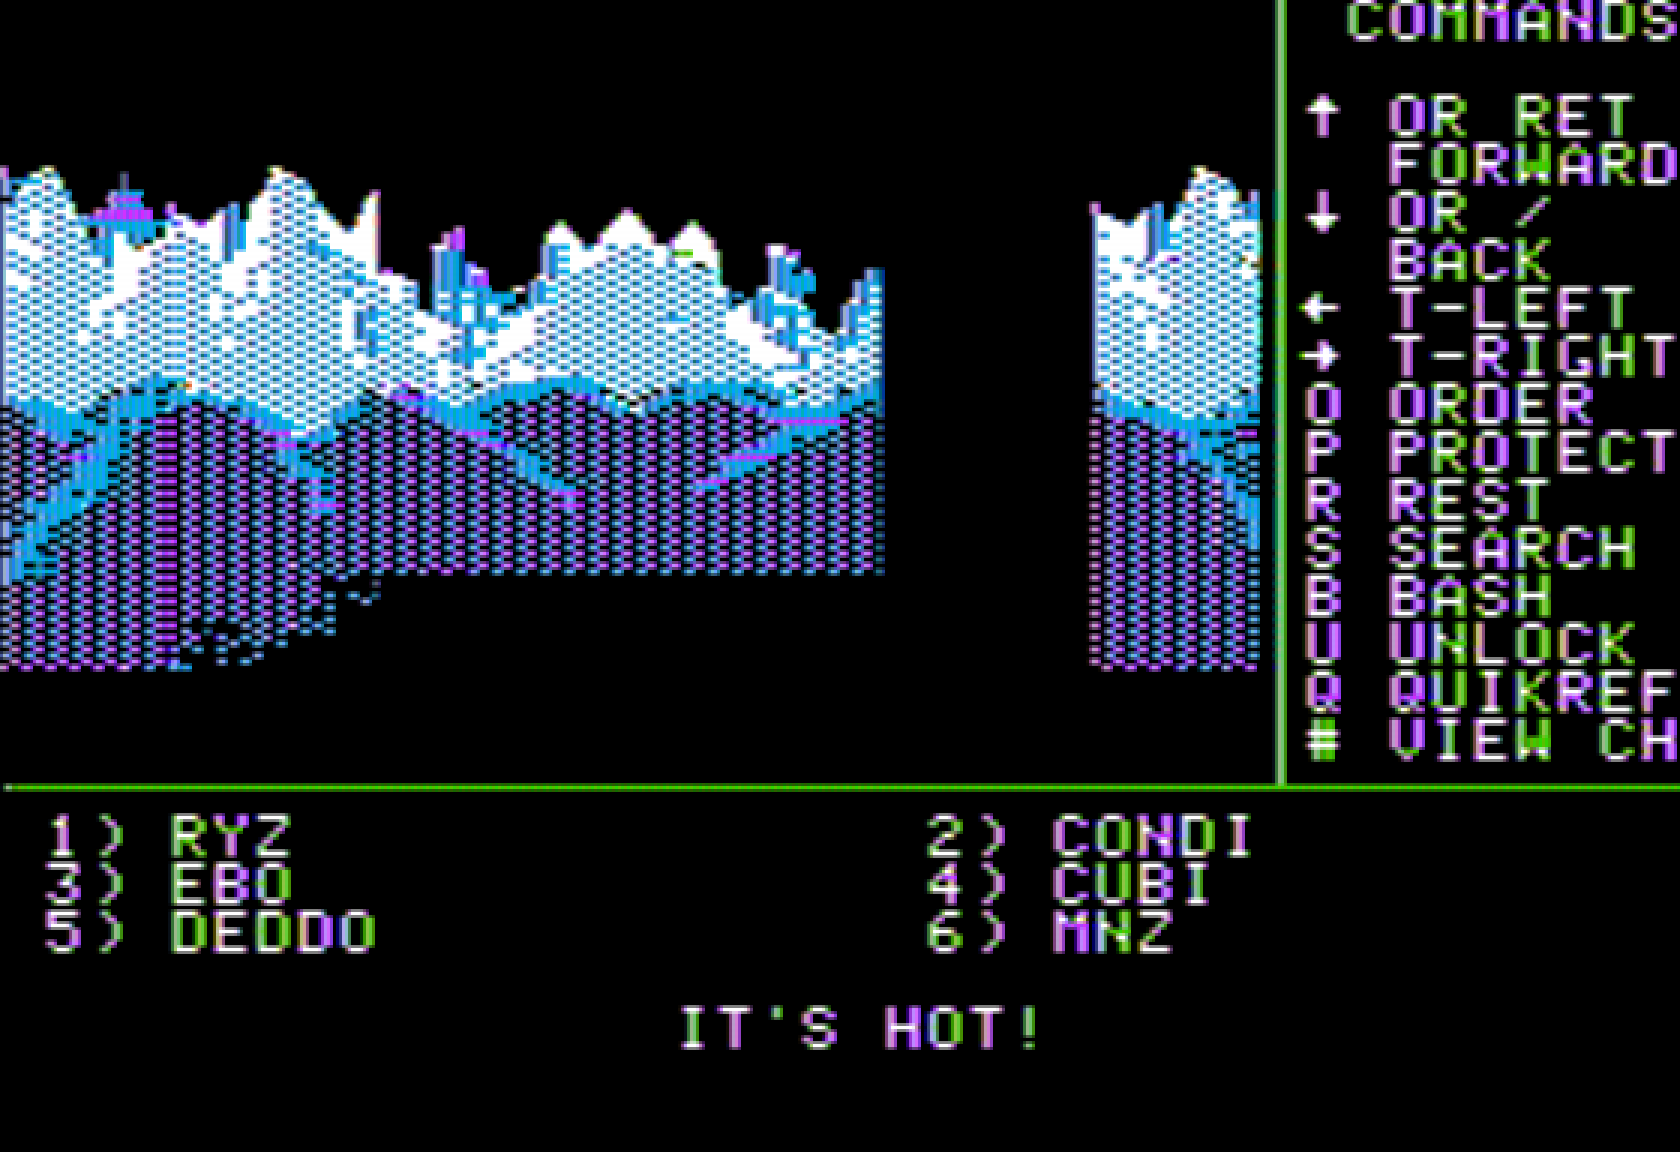 COMMANDS
↑ OR RET
FORWARD
↓ OR /
BACK
← T-LEFT
→ T-RIGHT
O ORDER
P PROTECT
R REST
S SEARCH
B BASH
U UNLOCK
Q QUIKREF
# VIEW CH
1) RYZ 2) CONDI
3) EBO 4) CUBI
5) DEDDO 6) MNZ
IT'S HOT!